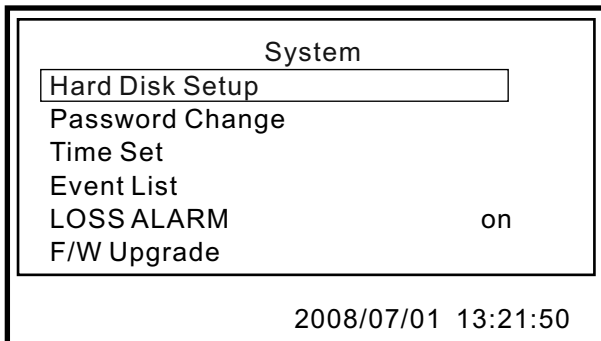 System
Hard Disk Setup
Password Change
Time Set
Event List
LOSS ALARM on
F/W Upgrade
2008/07/01 13:21:50